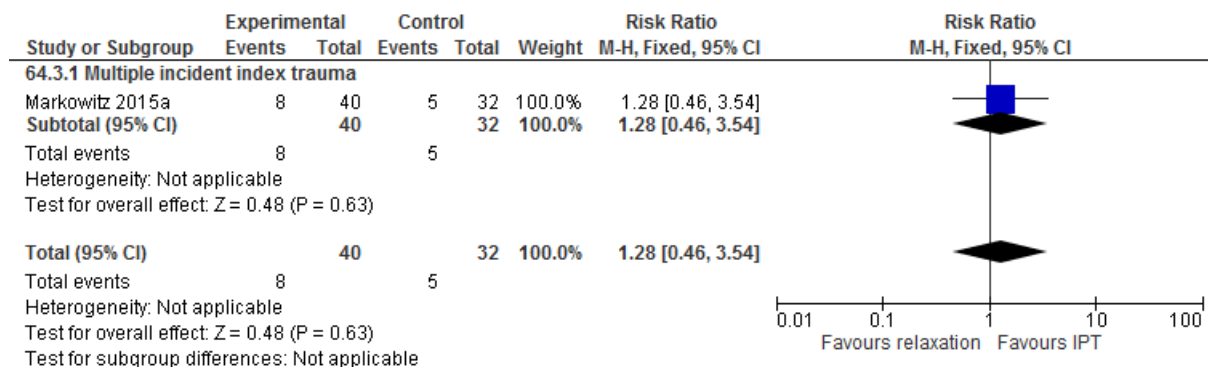 Experimental Control Risk Ratio Risk Ratio
Study or Subgroup Events Total Events Total Weight M-H, Fixed, 95% CI M-H, Fixed, 95% CI
64.3.1 Multiple incident index trauma
Markowitz 2015a 8 40 5 32 100.0% 1.28 [0.46, 3.54]
Subtotal (95% CI) 40 32 100.0% 1.28 [0.46, 3.54]
Total events 8 5
Heterogeneity: Not applicable
Test for overall effect: Z = 0.48 (P = 0.63)
Total (95% CI) 40 32 100.0% 1.28 [0.46, 3.54]
Total events 8 5
Heterogeneity: Not applicable
Test for overall effect: Z = 0.48 (P = 0.63)
Test for subgroup differences: Not applicable
0.01 0.1 1 10 100
Favours relaxation Favours IPT